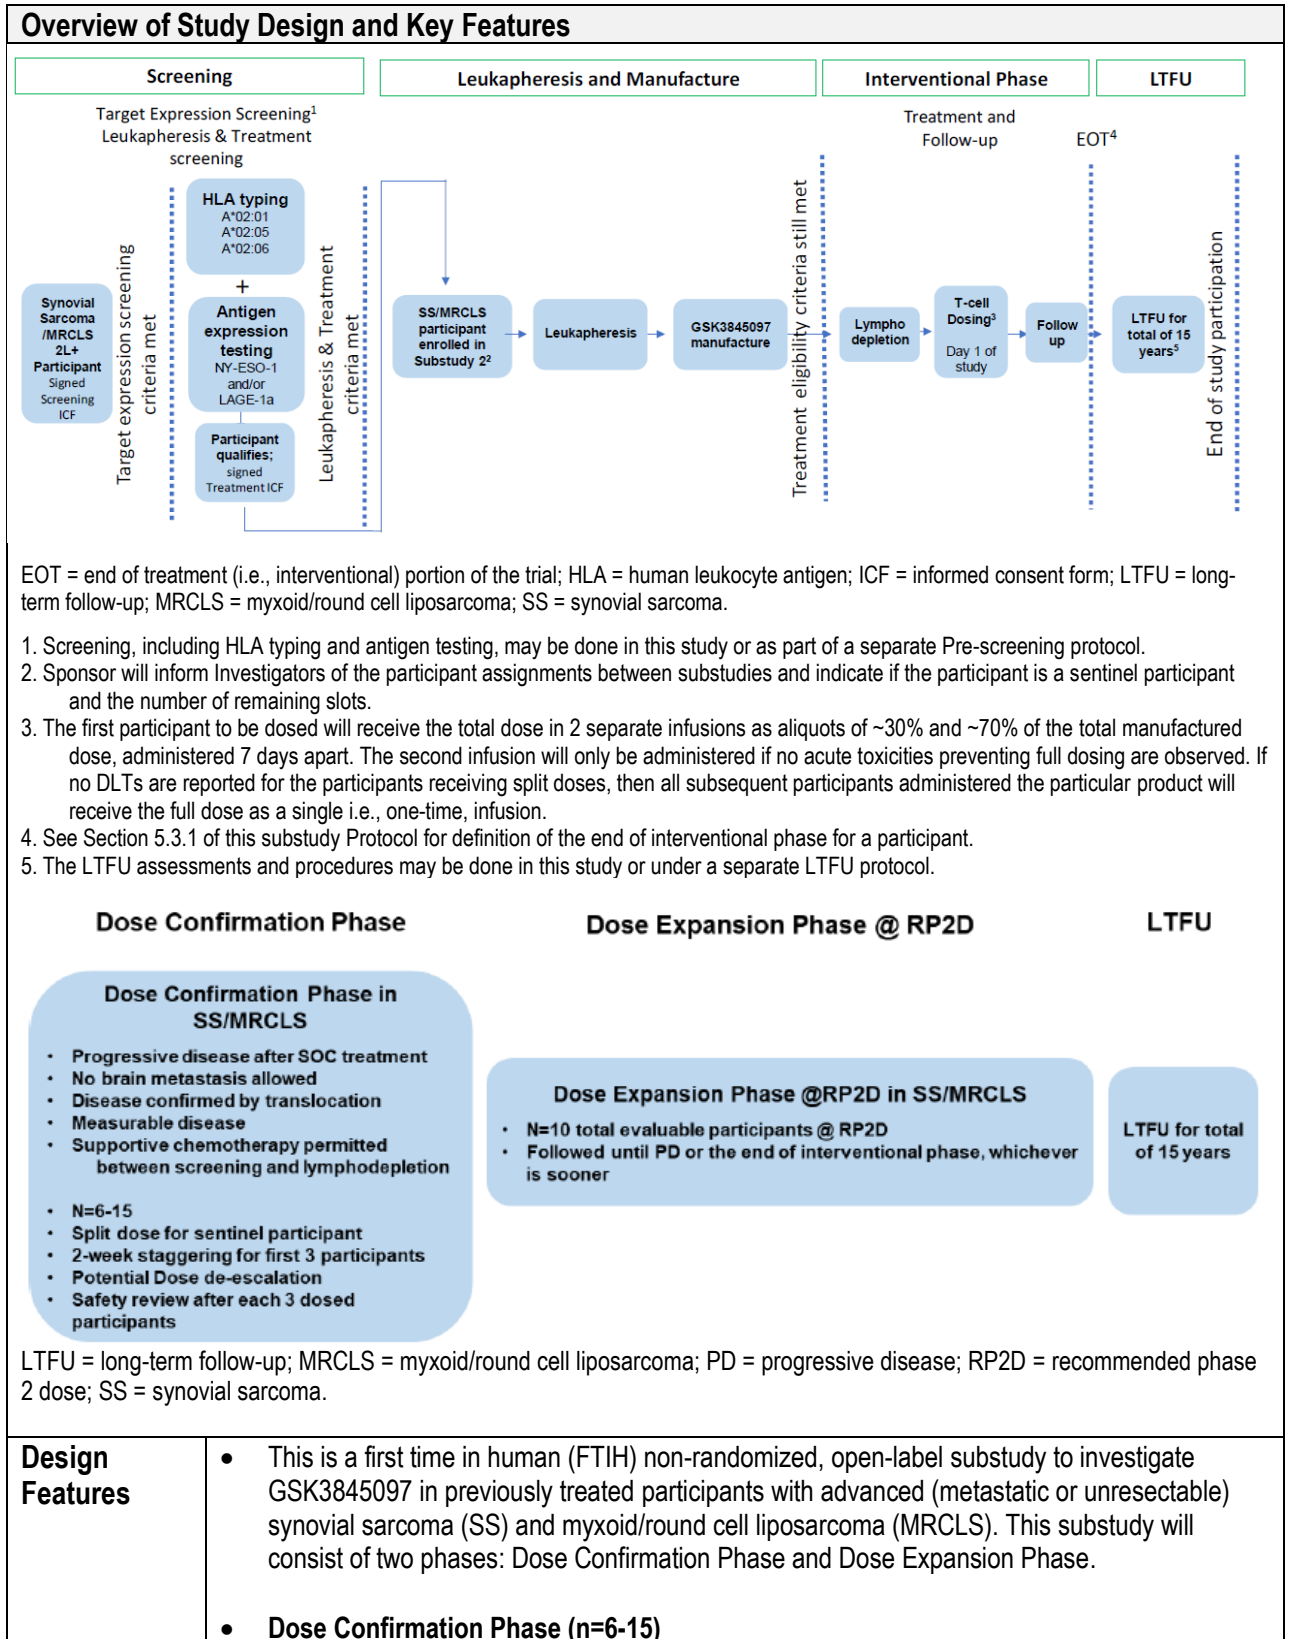 Overview of Study Design and Key Features
Screening
Leukapheresis and Manufacture
Interventional Phase
LTFU
Target Expression Screening1
Leukapheresis & Treatment
screening
Treatment and
Follow-up
EOT4
Synovial
Sarcoma
/MRCLS
2L+
Participant
Signed
Screening
ICF
Target expression screening
criteria met
HLA typing
A*02:01
A*02:05
A*02:06
+
Antigen
expression
testing
NY-ESO-1
and/or
LAGE-1a
Participant
qualifies;
signed
Treatment ICF
Leukapheresis & Treatment
criteria met
SS/MRCLS
participant
enrolled in
Substudy 2²
Leukapheresis
GSK3845097
manufacture
Treatment eligibility criteria still met
Lympho
depletion
T-cell
Dosing³
Day 1 of
study
Follow
up
LTFU for
total of 15
years5
End of study participation
EOT = end of treatment (i.e., interventional) portion of the trial; HLA = human leukocyte antigen; ICF = informed consent form; LTFU = long-
term follow-up; MRCLS = myxoid/round cell liposarcoma; SS = synovial sarcoma.
1. Screening, including HLA typing and antigen testing, may be done in this study or as part of a separate Pre-screening protocol.
2. Sponsor will inform Investigators of the participant assignments between substudies and indicate if the participant is a sentinel participant
and the number of remaining slots.
3. The first participant to be dosed will receive the total dose in 2 separate infusions as aliquots of ~30% and ~70% of the total manufactured
dose, administered 7 days apart. The second infusion will only be administered if no acute toxicities preventing full dosing are observed. If
no DLTs are reported for the participants receiving split doses, then all subsequent participants administered the particular product will
receive the full dose as a single i.e., one-time, infusion.
4. See Section 5.3.1 of this substudy Protocol for definition of the end of interventional phase for a participant.
5. The LTFU assessments and procedures may be done in this study or under a separate LTFU protocol.
Dose Confirmation Phase
Dose Expansion Phase @ RP2D
LTFU
Dose Confirmation Phase in
SS/MRCLS
• Progressive disease after SOC treatment
• No brain metastasis allowed
• Disease confirmed by translocation
• Measurable disease
• Supportive chemotherapy permitted
between screening and lymphodepletion
• N=6-15
• Split dose for sentinel participant
• 2-week staggering for first 3 participants
• Potential Dose de-escalation
• Safety review after each 3 dosed
participants
Dose Expansion Phase @RP2D in SS/MRCLS
• N=10 total evaluable participants @ RP2D
• Followed until PD or the end of interventional phase, whichever
is sooner
LTFU for total
of 15 years
LTFU = long-term follow-up; MRCLS = myxoid/round cell liposarcoma; PD = progressive disease; RP2D = recommended phase
2 dose; SS = synovial sarcoma.
Design
Features
• This is a first time in human (FTIH) non-randomized, open-label substudy to investigate
GSK3845097 in previously treated participants with advanced (metastatic or unresectable)
synovial sarcoma (SS) and myxoid/round cell liposarcoma (MRCLS). This substudy will
consist of two phases: Dose Confirmation Phase and Dose Expansion Phase.
• Dose Confirmation Phase (n=6-15)